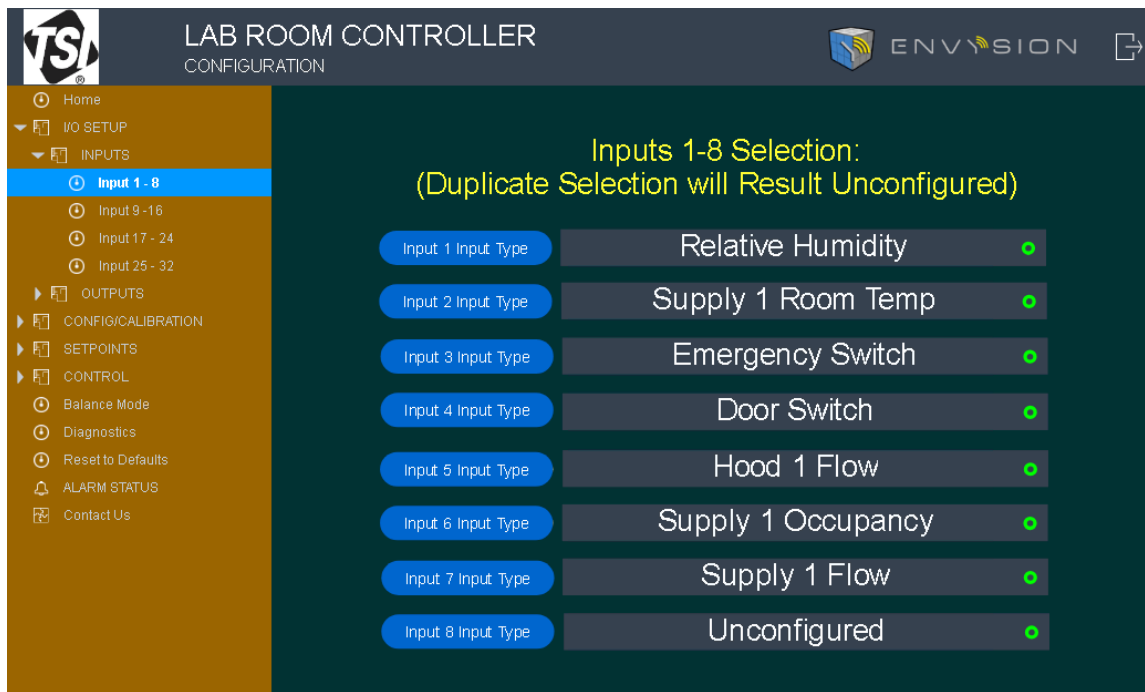 TSI
®
LAB ROOM CONTROLLER
CONFIGURATION
ENVYSION
Home
I/O SETUP
INPUTS
Input 1 - 8
Input 9 -16
Input 17 - 24
Input 25 - 32
OUTPUTS
CONFIG/CALIBRATION
SETPOINTS
CONTROL
Balance Mode
Diagnostics
Reset to Defaults
ALARM STATUS
Contact Us
Inputs 1-8 Selection:
(Duplicate Selection will Result Unconfigured)
Input 1 Input Type Relative Humidity
Input 2 Input Type Supply 1 Room Temp
Input 3 Input Type Emergency Switch
Input 4 Input Type Door Switch
Input 5 Input Type Hood 1 Flow
Input 6 Input Type Supply 1 Occupancy
Input 7 Input Type Supply 1 Flow
Input 8 Input Type Unconfigured